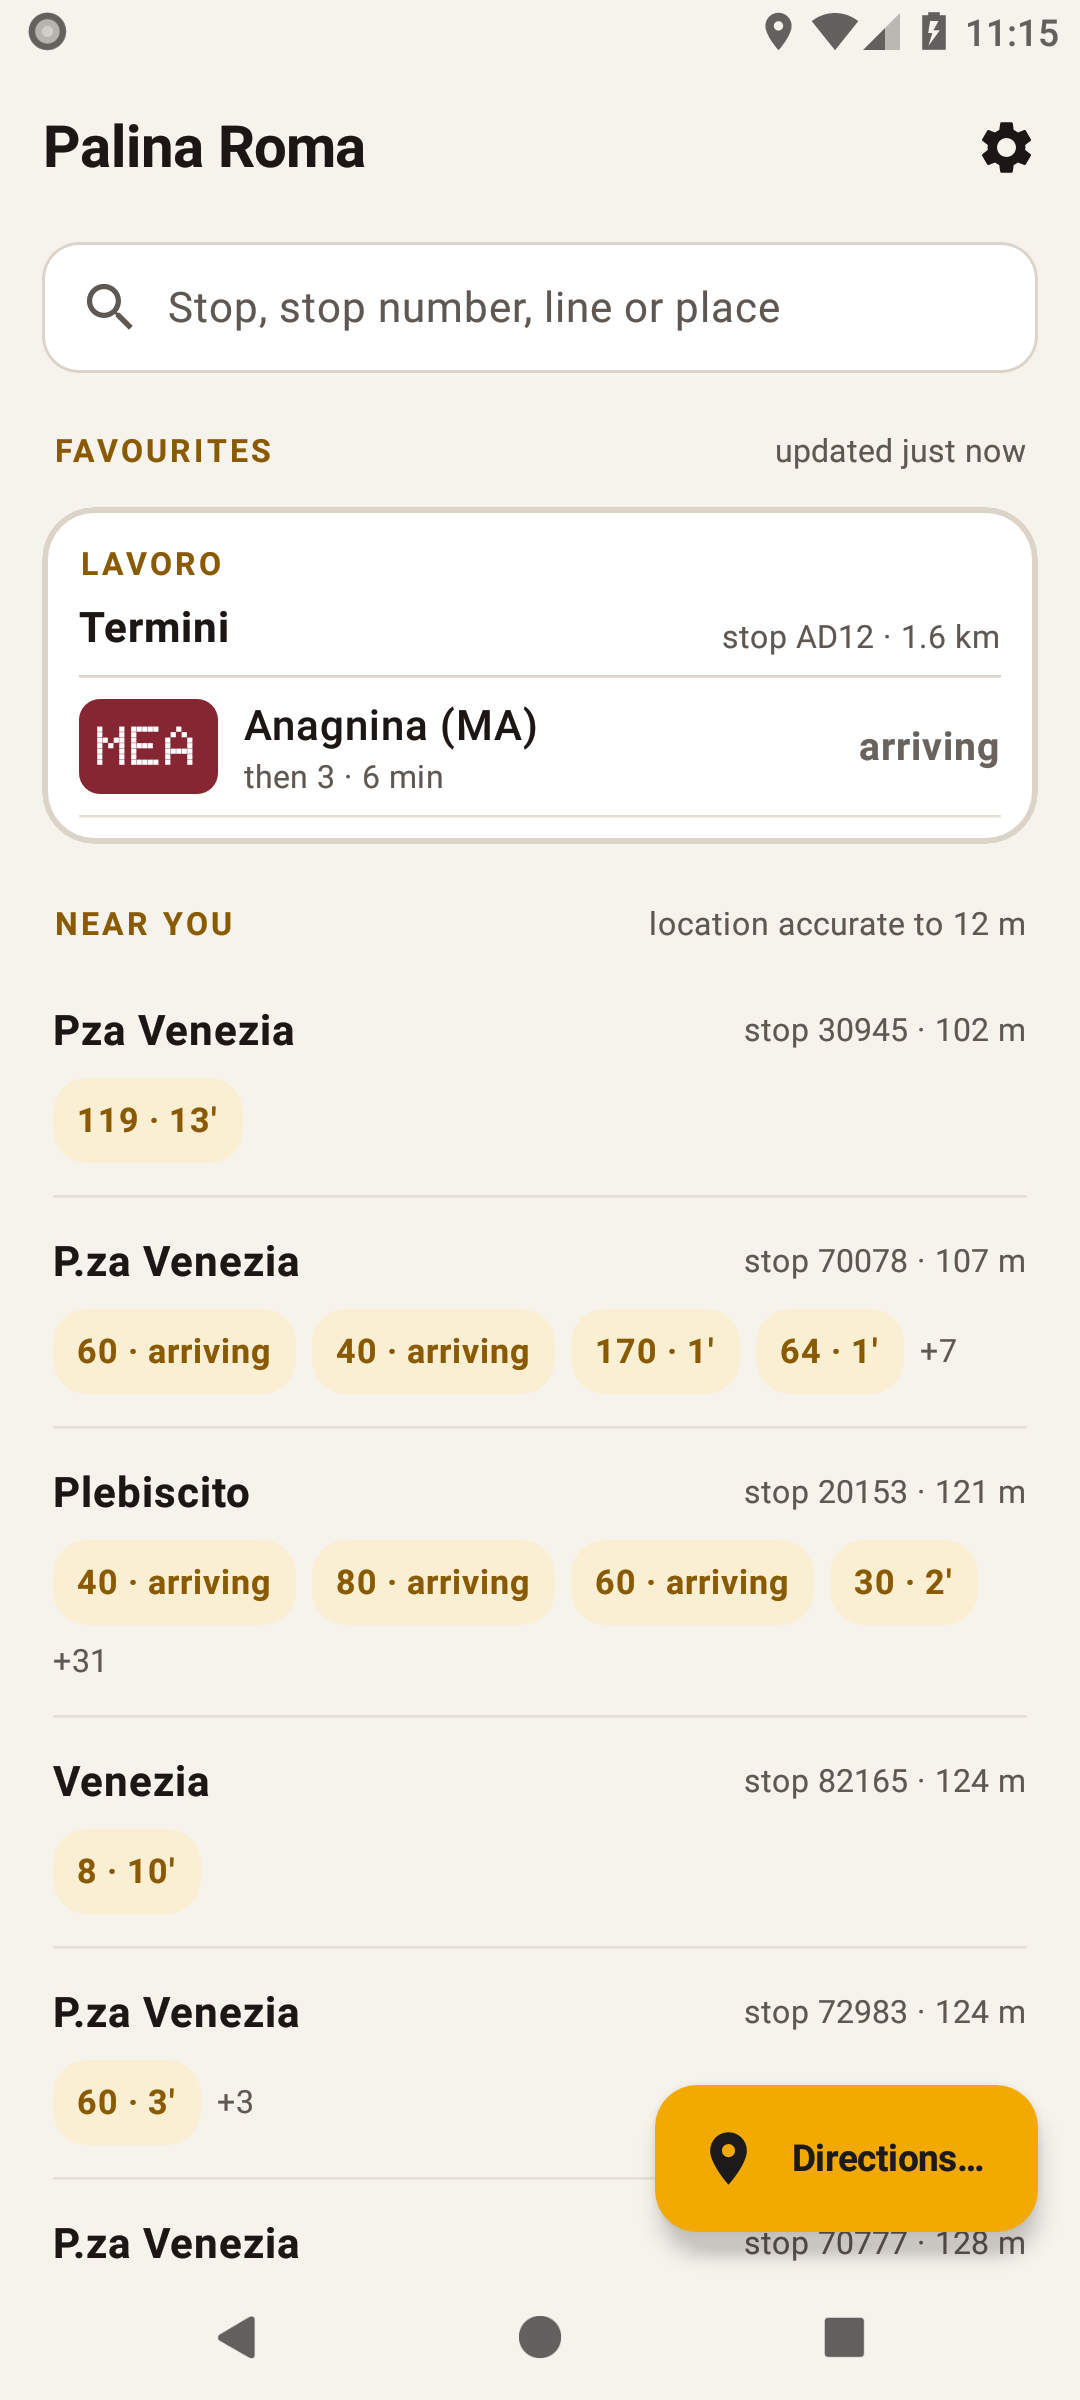 11:15
Palina Roma
Stop, stop number, line or place
FAVOURITES updated just now
LAVORO
Termini stop AD12 · 1.6 km
MEA Anagnina (MA) arriving
then 3 · 6 min
NEAR YOU location accurate to 12 m
Pza Venezia stop 30945 · 102 m
119 · 13'
P.za Venezia stop 70078 · 107 m
60 · arriving 40 · arriving 170 · 1' 64 · 1' +7
Plebiscito stop 20153 · 121 m
40 · arriving 80 · arriving 60 · arriving 30 · 2'
+31
Venezia stop 82165 · 124 m
8 · 10'
P.za Venezia stop 72983 · 124 m
60 · 3' +3
Directions...
P.za Venezia stop 70777 · 128 m